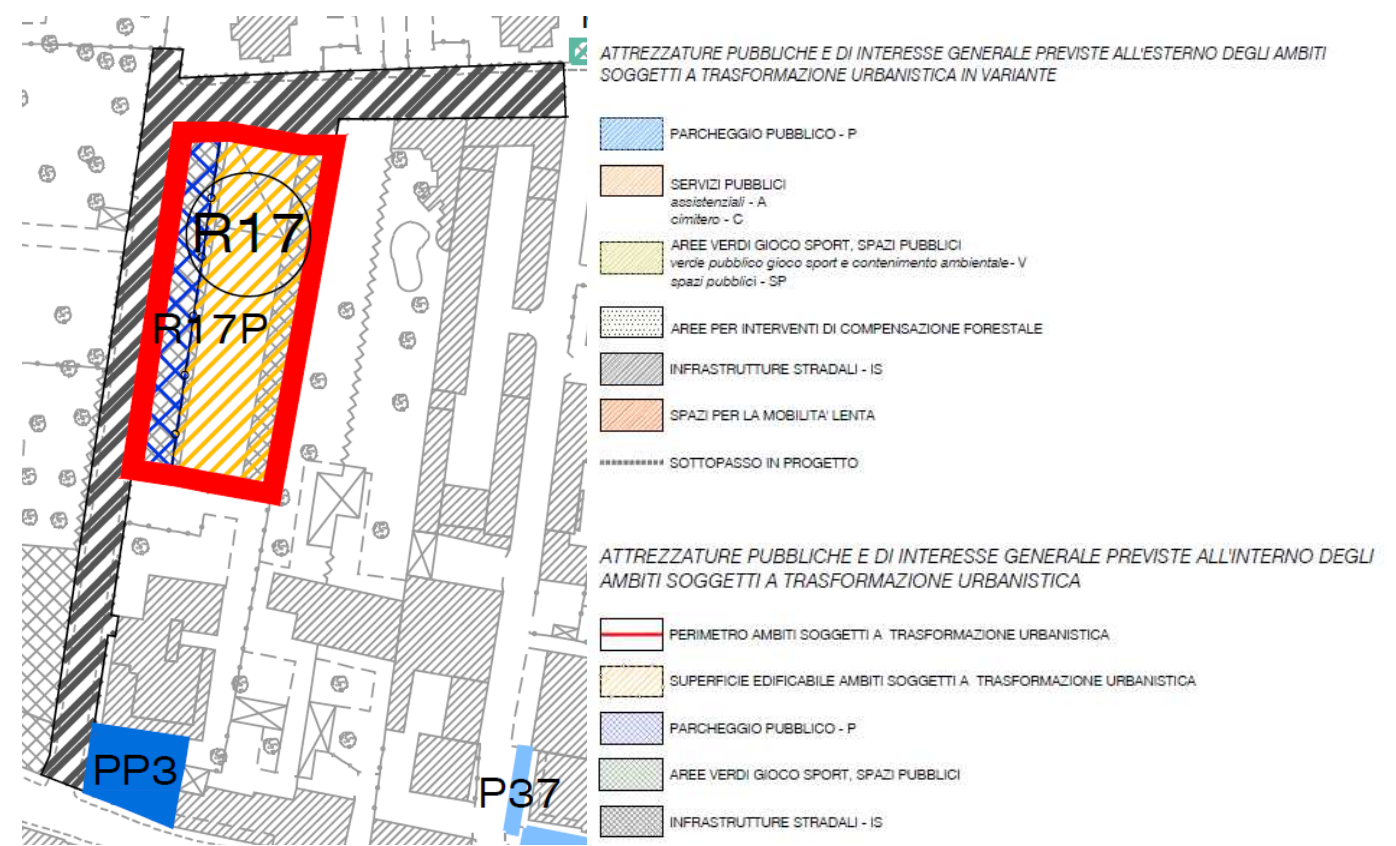 R17
R17P
PP3
P37
ATTREZZATURE PUBBLICHE E DI INTERESSE GENERALE PREVISTE ALL'ESTERNO DEGLI AMBITI
SOGGETTI A TRASFORMAZIONE URBANISTICA IN VARIANTE
PARCHEGGIO PUBBLICO - P
SERVIZI PUBBLICI
assistenziali - A
cimitero - C
AREE VERDI GIOCO SPORT, SPAZI PUBBLICI
verde pubblico gioco sport e contenimento ambientale- V
spazi pubblici - SP
AREE PER INTERVENTI DI COMPENSAZIONE FORESTALE
INFRASTRUTTURE STRADALI - IS
SPAZI PER LA MOBILITA' LENTA
SOTTOPASSO IN PROGETTO
ATTREZZATURE PUBBLICHE E DI INTERESSE GENERALE PREVISTE ALL'INTERNO DEGLI
AMBITI SOGGETTI A TRASFORMAZIONE URBANISTICA
PERIMETRO AMBITI SOGGETTI A TRASFORMAZIONE URBANISTICA
SUPERFICIE EDIFICABILE AMBITI SOGGETTI A TRASFORMAZIONE URBANISTICA
PARCHEGGIO PUBBLICO - P
AREE VERDI GIOCO SPORT, SPAZI PUBBLICI
INFRASTRUTTURE STRADALI - IS